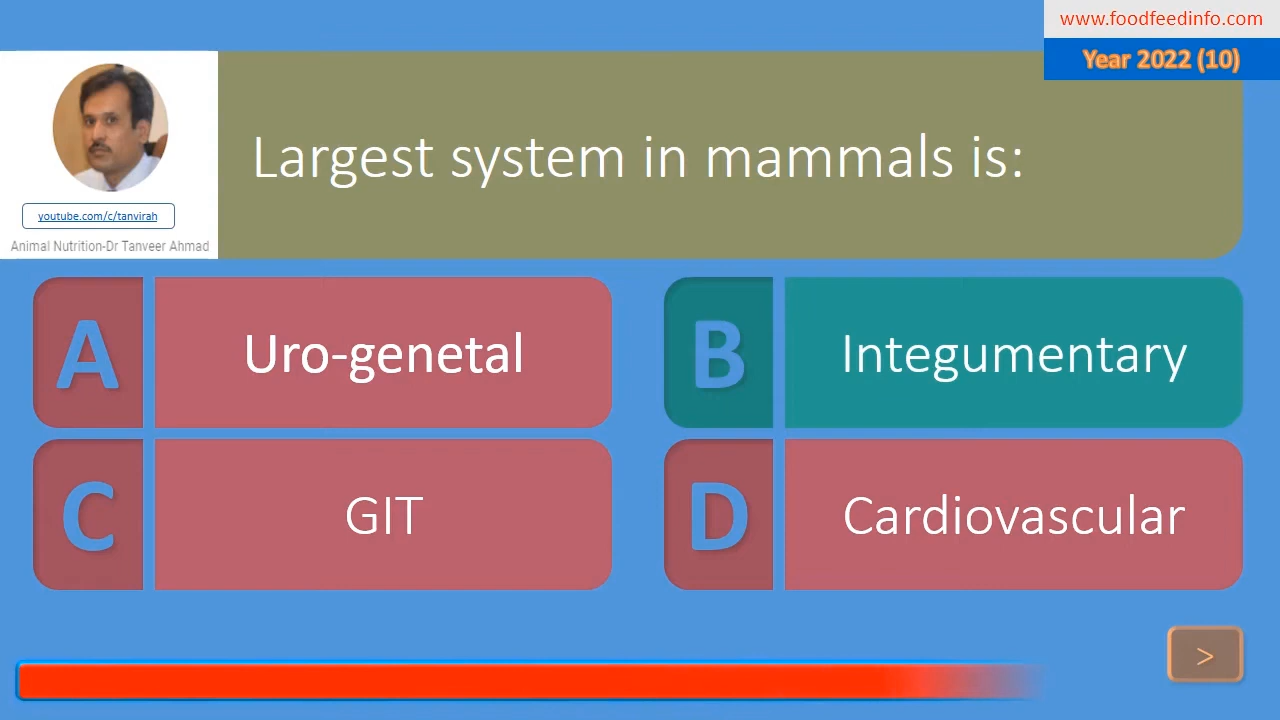 www.foodfeedinfo.com
Year 2022 (10)
Largest system in mammals is:
youtube.com/c/tanvirah
Animal Nutrition-Dr Tanveer Ahmad
A
Uro-genetal
B
Integumentary
C
GIT
D
Cardiovascular
>